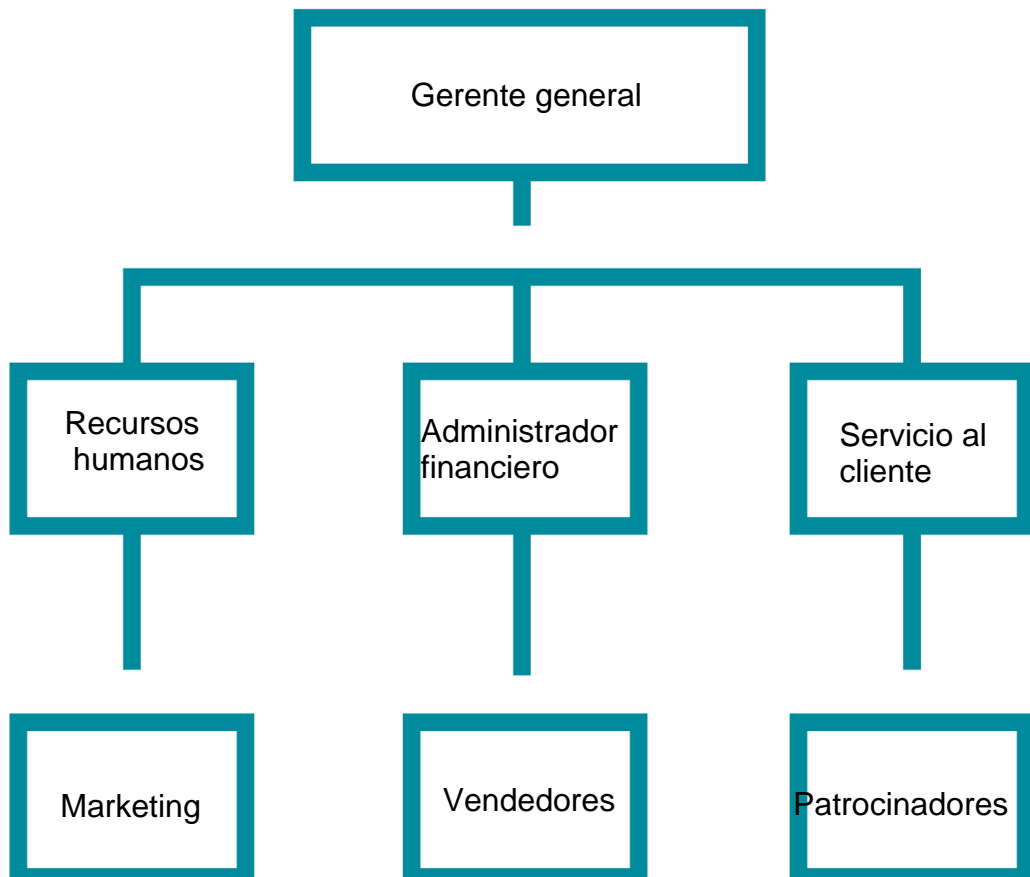 Gerente general
Recursos
humanos
Administrador
financiero
Servicio al
cliente
Marketing
Vendedores
Patrocinadores